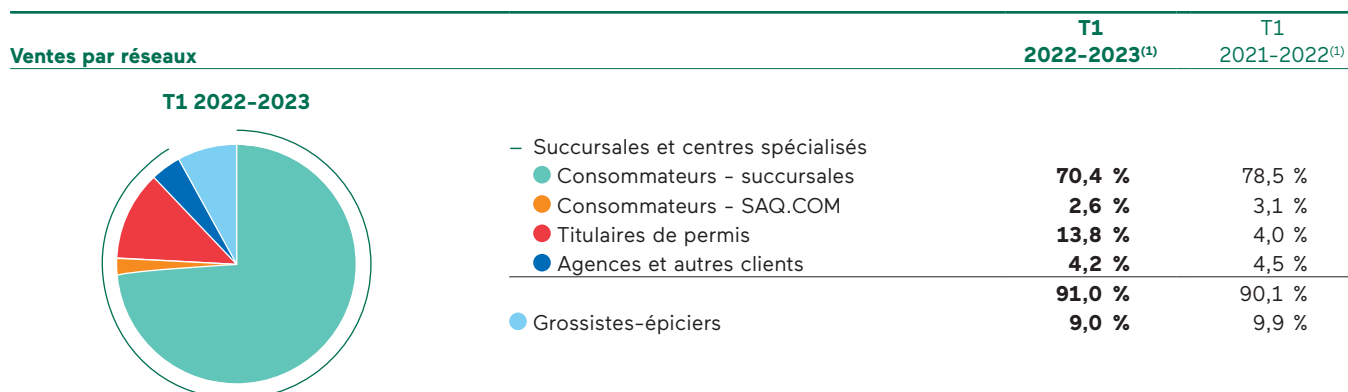 T1 T1
Ventes par réseaux 2022-2023(1) 2021-2022(1)
T1 2022-2023
– Succursales et centres spécialisés
Consommateurs - succursales 70,4 % 78,5 %
Consommateurs - SAQ.COM 2,6 % 3,1 %
Titulaires de permis 13,8 % 4,0 %
Agences et autres clients 4,2 % 4,5 %
91,0 % 90,1 %
Grossistes-épiciers 9,0 % 9,9 %